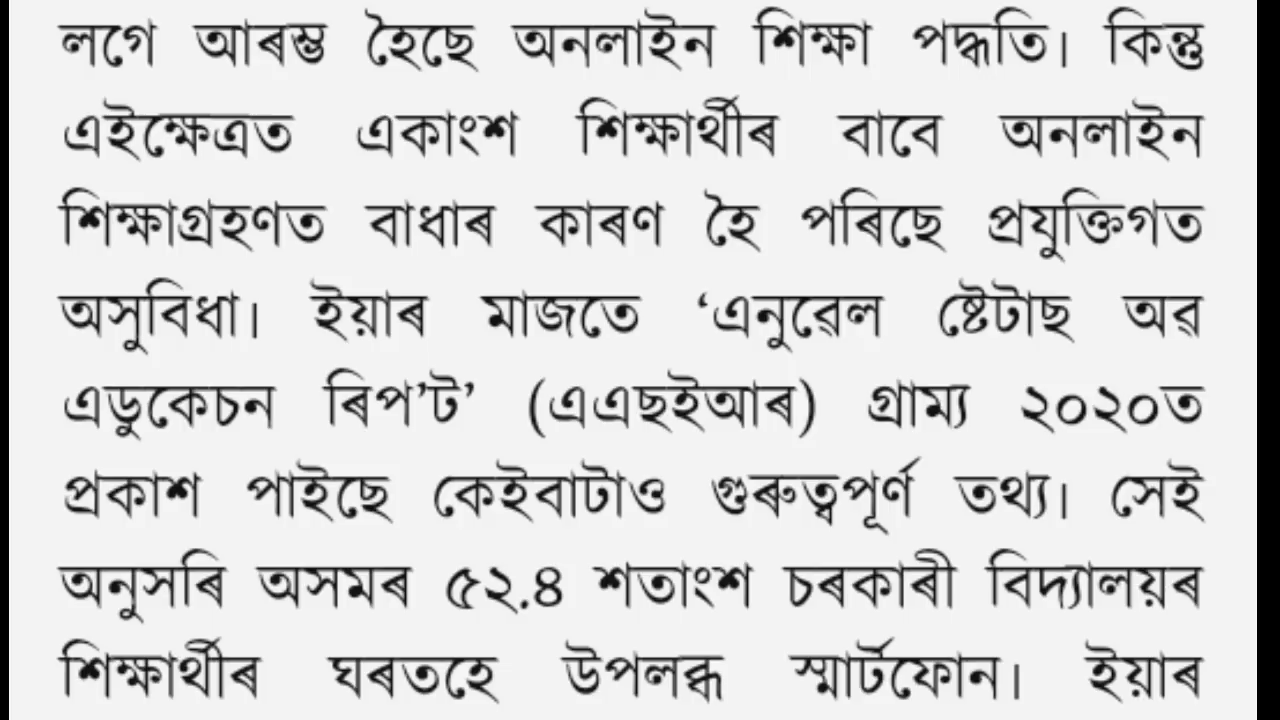 লগে আৰম্ভ হৈছে অনলাইন শিক্ষা পদ্ধতি। কিন্তু
এইক্ষেত্ৰত একাংশ শিক্ষাৰ্থীৰ বাবে অনলাইন
শিক্ষাগ্ৰহণত বাধাৰ কাৰণ হৈ পৰিছে প্ৰযুক্তিগত
অসুবিধা। ইয়াৰ মাজতে ‘এনুৱেল ষ্টেটাছ অৱ
এডুকেচন ৰিপ’ট’ (এএছইআৰ) গ্ৰাম্য ২০২০ত
প্ৰকাশ পাইছে কেইবাটাও গুৰুত্বপূৰ্ণ তথ্য। সেই
অনুসৰি অসমৰ ৫২.৪ শতাংশ চৰকাৰী বিদ্যালয়ৰ
শিক্ষাৰ্থীৰ ঘৰতহে উপলব্ধ স্মাৰ্টফোন। ইয়াৰ